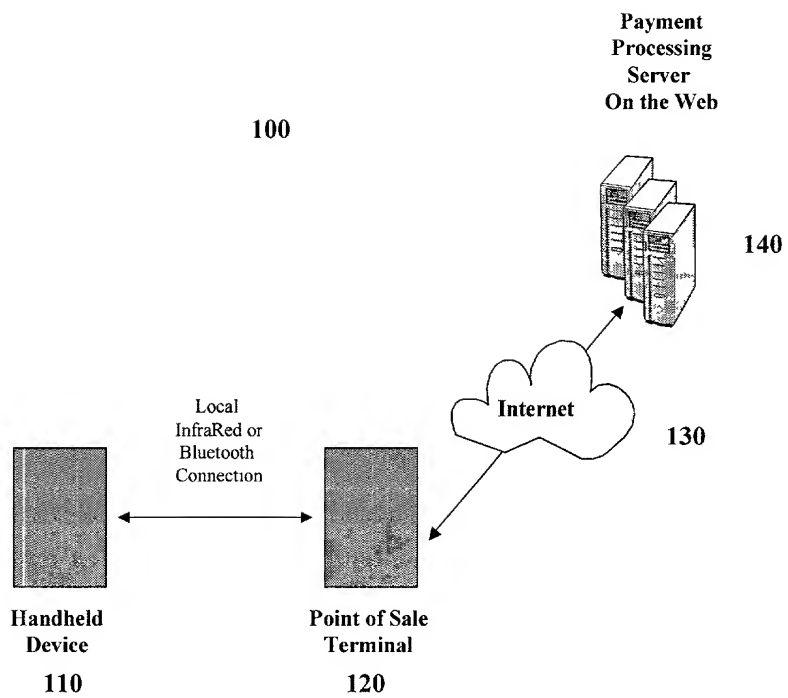 Payment
Processing
Server
On the Web
100
140
Internet
130
Local
InfraRed or
Bluetooth
Connection
Handheld
Device
110
Point of Sale
Terminal
120